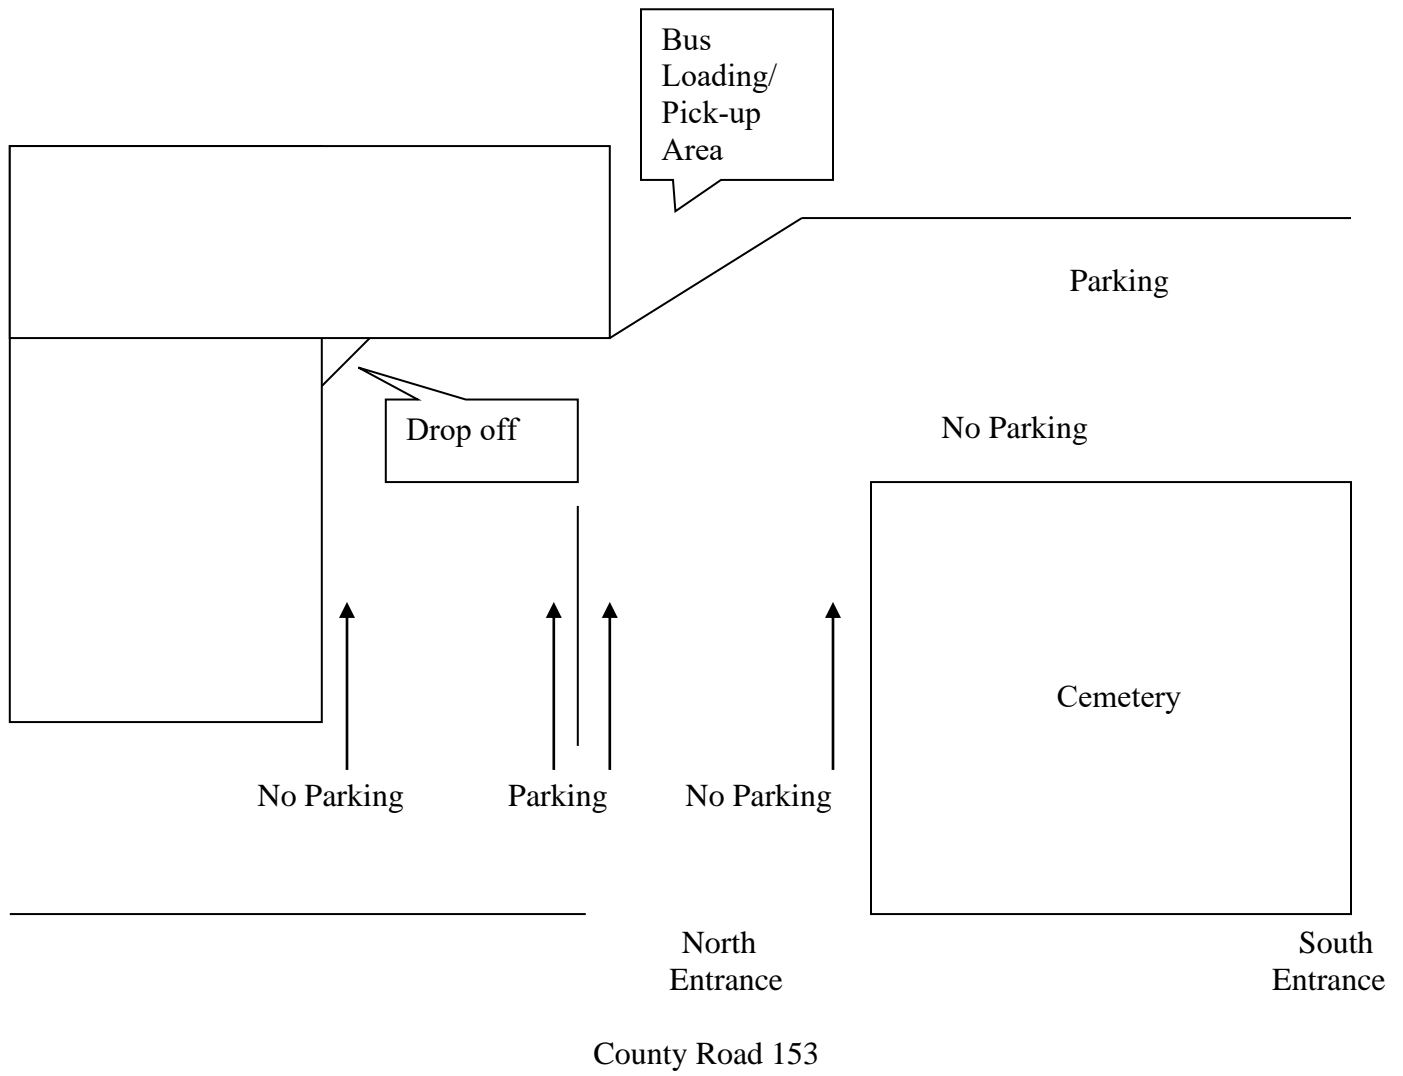 Bus
Loading/
Pick-up
Area
Parking
Drop off
No Parking
Cemetery
No Parking
Parking
No Parking
North
Entrance
South
Entrance
County Road 153